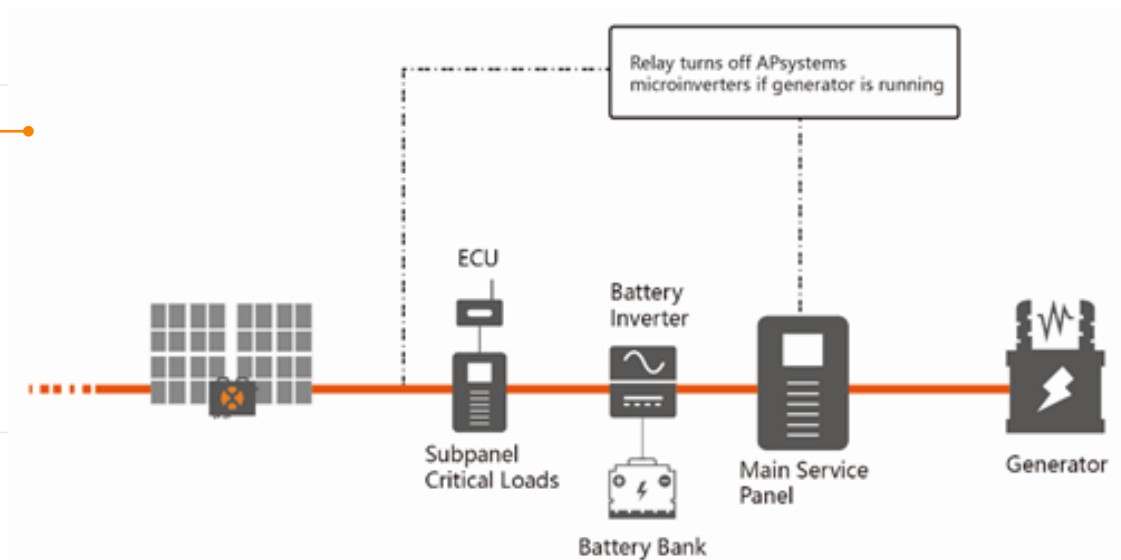 Relay turns off APsystems
microinverters if generator is running
ECU
Battery
Inverter
Subpanel
Critical Loads
Main Service
Panel
Generator
Battery Bank